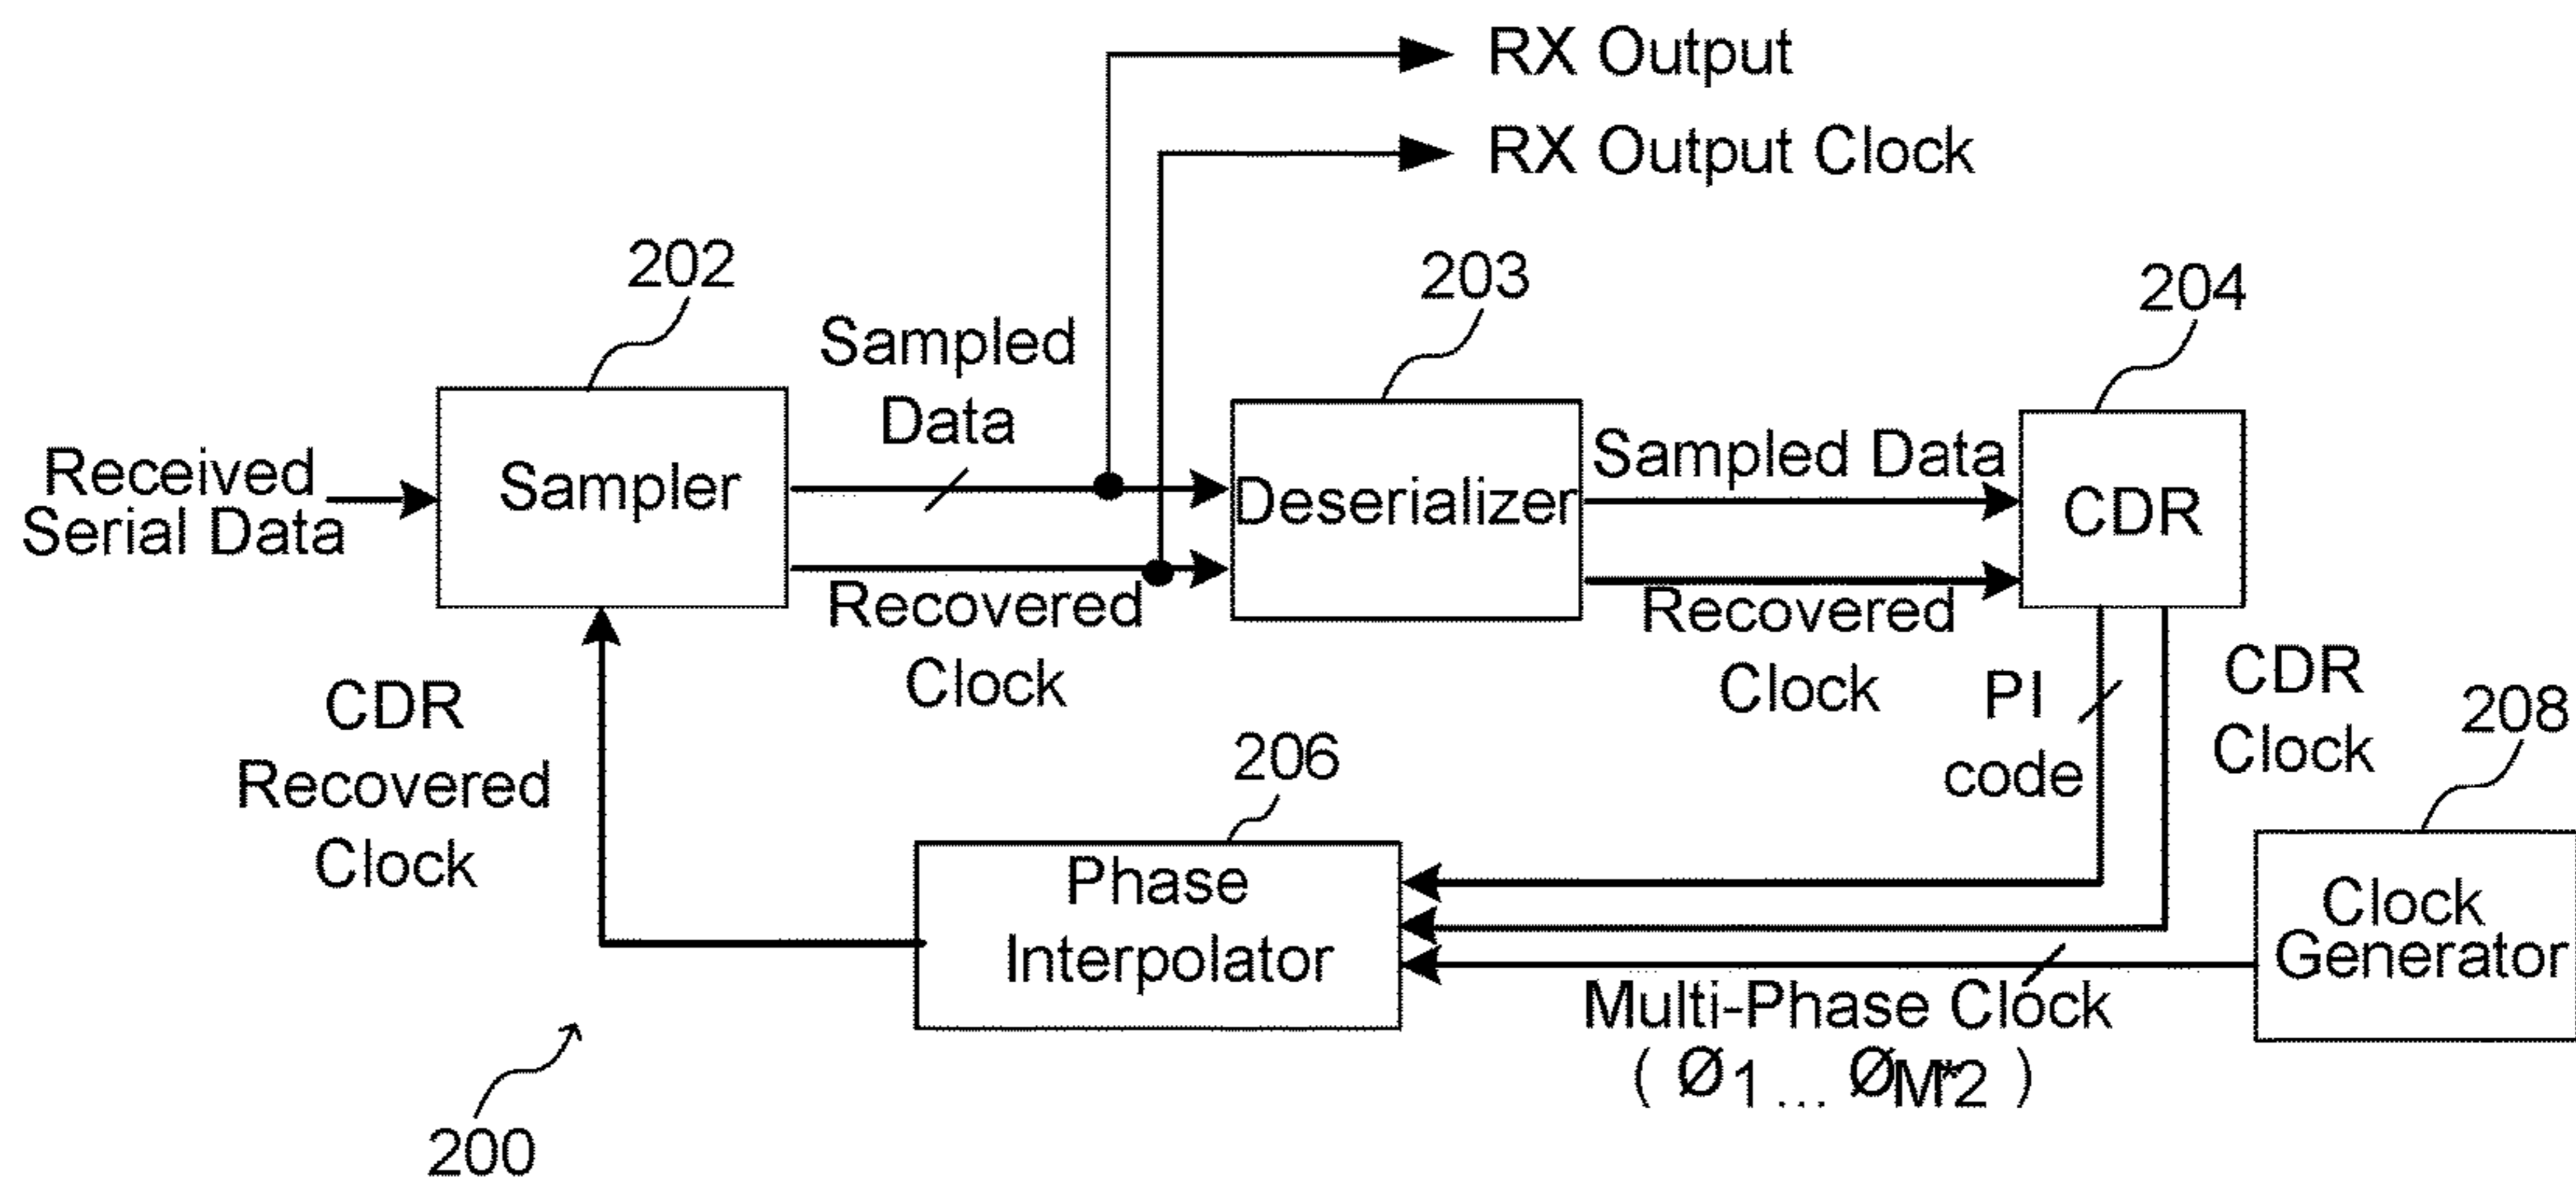 RX Output
RX Output Clock
202
203
204
Sampled
Data
Received
Serial Data
Sampler
Deserializer
Sampled Data
CDR
Recovered
Clock
Recovered
Clock
CDR
Recovered
Clock
PI
code
CDR
Clock
208
206
Phase
Interpolator
Clock
Generator
Multi-Phase Clock
( Ø1... ØM*2 )
200